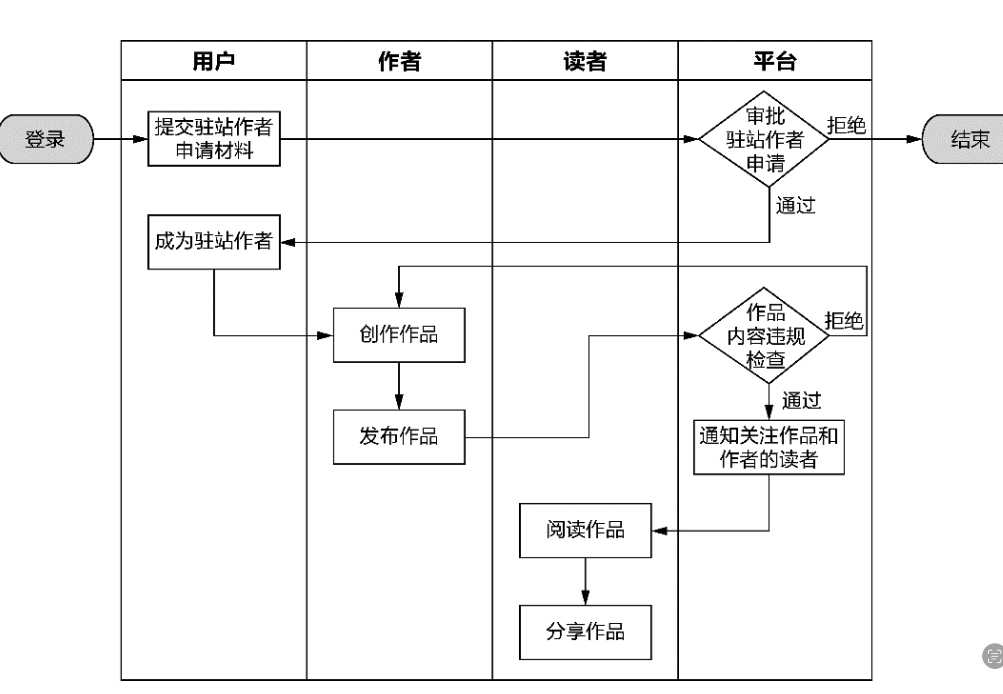 用户
作者
读者
平台
登录
提交驻站作者
申请材料
审批
驻站作者
申请
拒绝
结束
通过
成为驻站作者
创作作品
作品
内容违规
检查
拒绝
通过
发布作品
通知关注作品和
作者的读者
阅读作品
分享作品